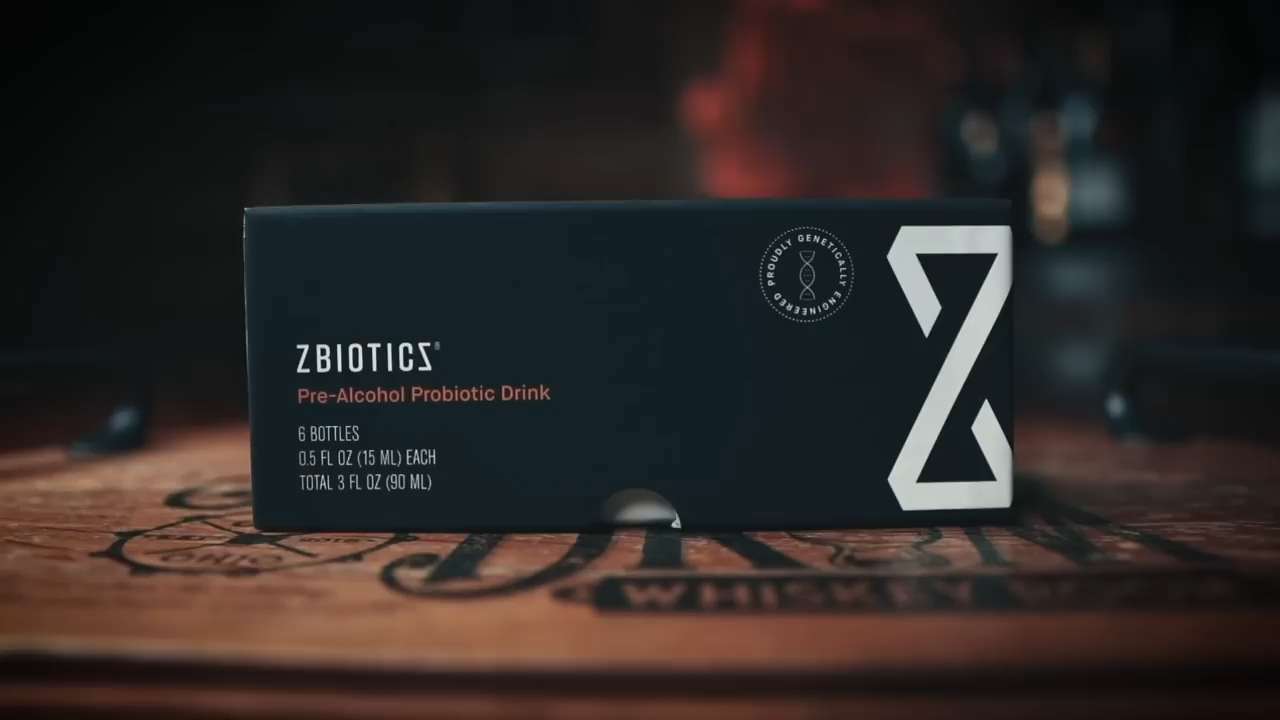 PROUDLY GENETICALLY ENGINEERED
ZBIOTICS®
Pre-Alcohol Probiotic Drink
6 BOTTLES
0.5 FL OZ (15 ML) EACH
TOTAL 3 FL OZ (90 ML)
WHISKEY